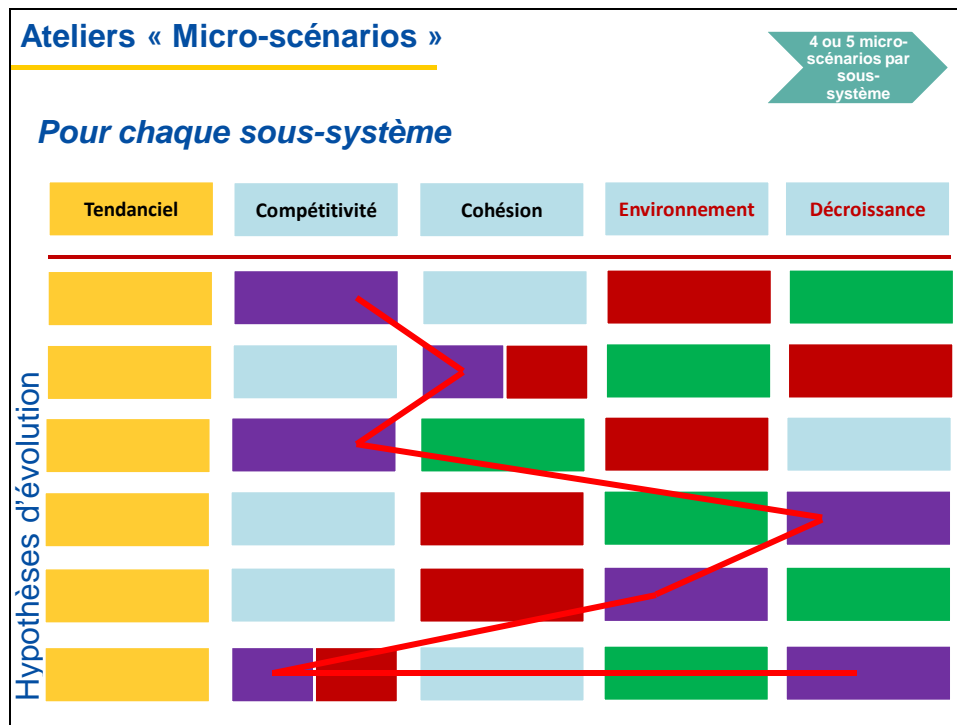 Ateliers « Micro-scénarios »
4 ou 5 micro-
scénarios par
sous-
système
Pour chaque sous-système
Tendanciel
Compétitivité
Cohésion
Environnement
Décroissance
Hypothèses d’évolution